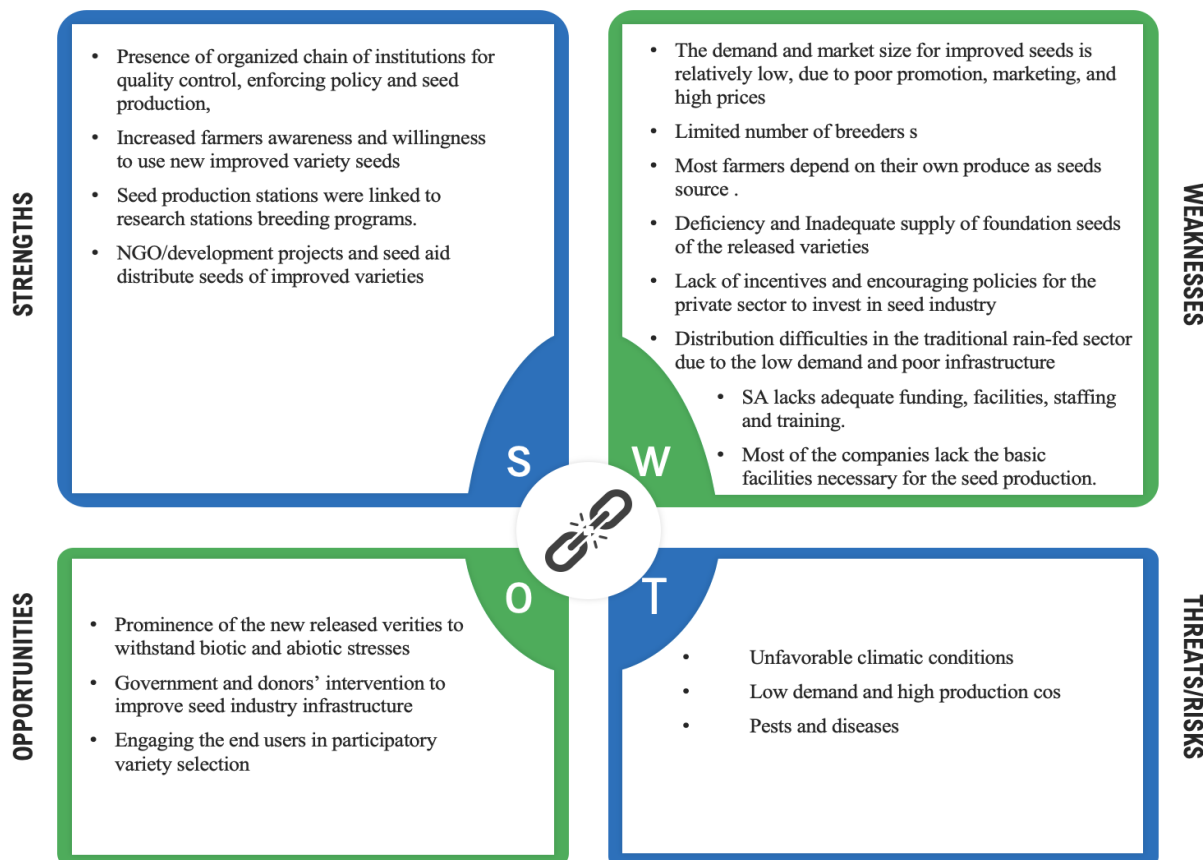 STRENGTHS
• Presence of organized chain of institutions for
quality control, enforcing policy and seed
production,
• Increased farmers awareness and willingness
to use new improved variety seeds
• Seed production stations were linked to
research stations breeding programs.
• NGO/development projects and seed aid
distribute seeds of improved varieties
S
WEAKNESSES
• The demand and market size for improved seeds is
relatively low, due to poor promotion, marketing, and
high prices
• Limited number of breeders s
• Most farmers depend on their own produce as seeds
source .
• Deficiency and Inadequate supply of foundation seeds
of the released varieties
• Lack of incentives and encouraging policies for the
private sector to invest in seed industry
• Distribution difficulties in the traditional rain-fed sector
due to the low demand and poor infrastructure
• SA lacks adequate funding, facilities, staffing
and training.
• Most of the companies lack the basic
facilities necessary for the seed production.
W
OPPORTUNITIES
O
• Prominence of the new released verities to
withstand biotic and abiotic stresses
• Government and donors’ intervention to
improve seed industry infrastructure
• Engaging the end users in participatory
variety selection
THREATS/RISKS
T
• Unfavorable climatic conditions
• Low demand and high production cos
• Pests and diseases